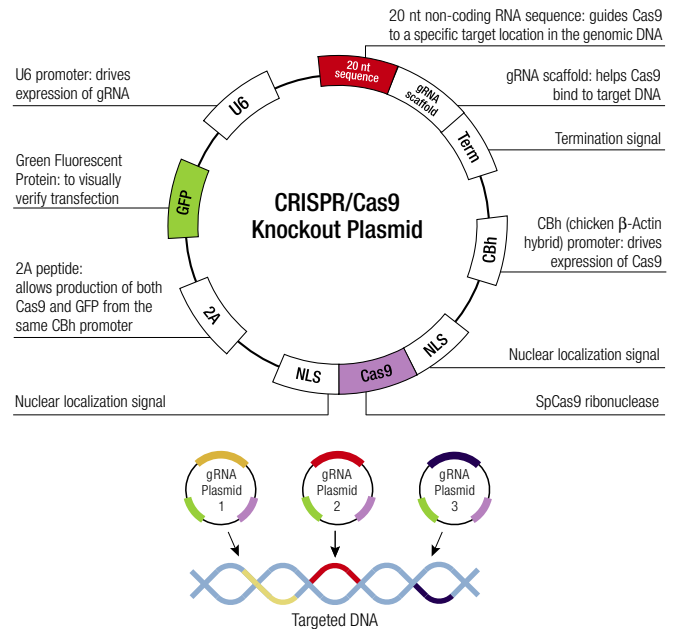 20 nt non-coding RNA sequence: guides Cas9
to a specific target location in the genomic DNA
U6 promoter: drives
expression of gRNA
20 nt
sequence
gRNA
scaffold
gRNA scaffold: helps Cas9
bind to target DNA
U6
Term
Termination signal
Green Fluorescent
Protein: to visually
verify transfection
GFP
CRISPR/Cas9
Knockout Plasmid
CBh
CBh (chicken β-Actin
hybrid) promoter: drives
expression of Cas9
2A peptide:
allows production of both
Cas9 and GFP from the
same CBh promoter
2A
NLS
Nuclear localization signal
NLS
Cas9
Nuclear localization signal
SpCas9 ribonuclease
gRNA
Plasmid
1
gRNA
Plasmid
2
gRNA
Plasmid
3
Targeted DNA